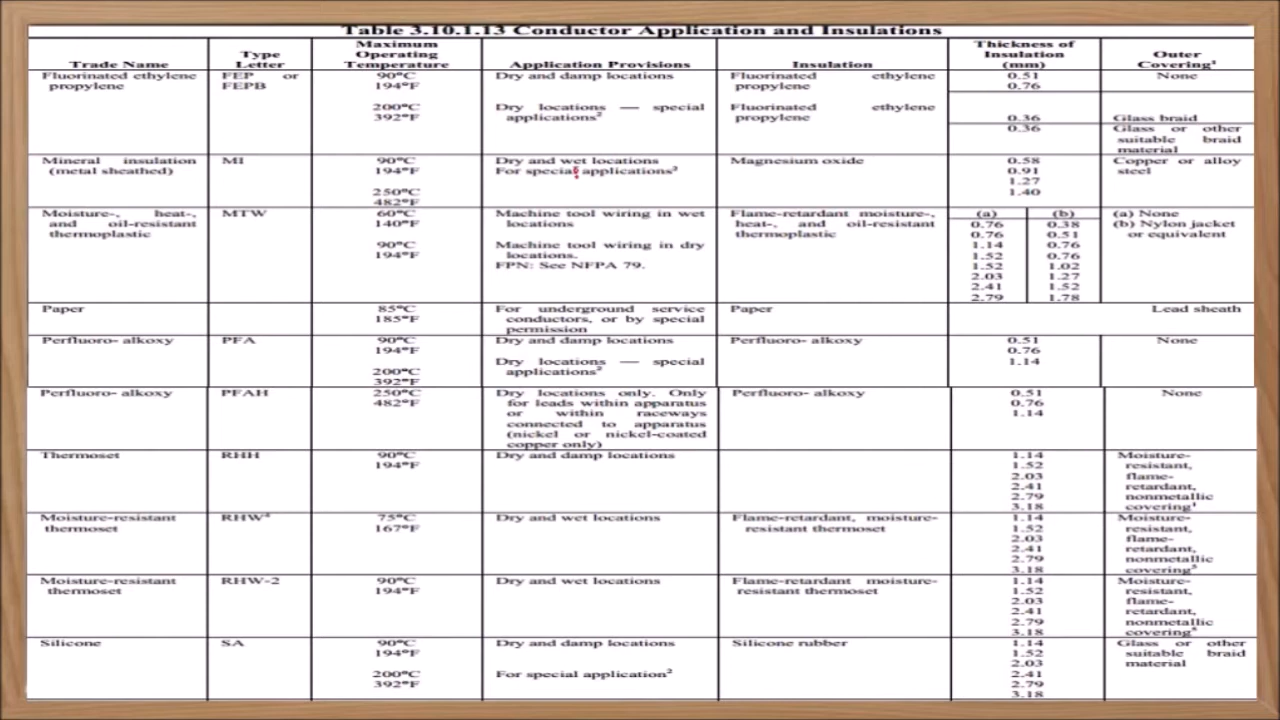 Table 3.10.1.13 Conductor Application and Insulations
Trade Name Type Letter Maximum Operating Temperature Application Provisions Insulation Thickness of Insulation (mm) Outer Covering¹
Fluorinated ethylene propylene
FEP or FEPB
90°C
194°F
200°C
392°F
Dry and damp locations
Dry locations — special applications²
Fluorinated ethylene propylene
Fluorinated ethylene propylene
0.51
0.76
0.36
0.36
None
Glass braid
Glass or other suitable braid material
Mineral insulation (metal sheathed)
MI
90°C
194°F
250°C
482°F
Dry and wet locations
For special applications²
Magnesium oxide
0.58
0.91
1.27
1.40
Copper or alloy steel
Moisture-, heat-, and oil-resistant thermoplastic
MTW
60°C
140°F
90°C
194°F
Machine tool wiring in wet locations
Machine tool wiring in dry locations.
FPN: See NFPA 79.
Flame-retardant moisture-, heat-, and oil-resistant thermoplastic
(a) (b)
0.76 0.38
0.76 0.51
1.14 0.76
1.52 0.76
1.52 1.02
2.03 1.27
2.41 1.52
2.79 1.78
(a) None
(b) Nylon jacket or equivalent
Paper
85°C
185°F
For underground service conductors, or by special permission
Paper
Lead sheath
Perfluoro- alkoxy
PFA
90°C
194°F
200°C
392°F
Dry and damp locations
Dry locations — special applications²
Perfluoro- alkoxy
0.51
0.76
1.14
None
Perfluoro- alkoxy
PFAH
250°C
482°F
Dry locations only. Only for leads within apparatus or within raceways connected to apparatus (nickel or nickel-coated copper only)
Perfluoro- alkoxy
0.51
0.76
1.14
None
Thermoset
RHH
90°C
194°F
Dry and damp locations
1.14
1.52
2.03
2.41
2.79
3.18
Moisture-resistant, flame-retardant, nonmetallic covering¹
Moisture-resistant thermoset
RHW⁴
75°C
167°F
Dry and wet locations
Flame-retardant, moisture-resistant thermoset
1.14
1.52
2.03
2.41
2.79
3.18
Moisture-resistant, flame-retardant, nonmetallic covering⁵
Moisture-resistant thermoset
RHW-2
90°C
194°F
Dry and wet locations
Flame-retardant moisture-resistant thermoset
1.14
1.52
2.03
2.41
2.79
3.18
Moisture-resistant, flame-retardant, nonmetallic covering⁵
Silicone
SA
90°C
194°F
200°C
392°F
Dry and damp locations
For special application²
Silicone rubber
1.14
1.52
2.03
2.41
2.79
3.18
Glass or other suitable braid material